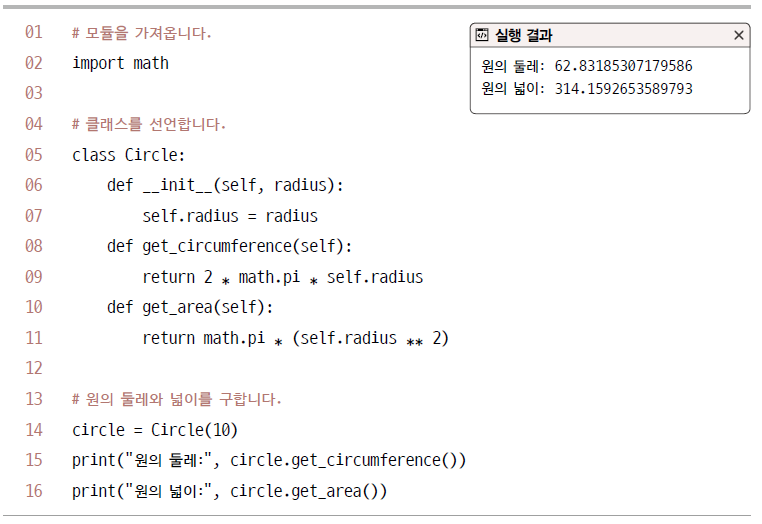 01 # 모듈을 가져옵니다.
02 import math
03
04 # 클래스를 선언합니다.
05 class Circle:
06     def __init__(self, radius):
07         self.radius = radius
08     def get_circumference(self):
09         return 2 * math.pi * self.radius
10     def get_area(self):
11         return math.pi * (self.radius ** 2)
12
13 # 원의 둘레와 넓이를 구합니다.
14 circle = Circle(10)
15 print("원의 둘레:", circle.get_circumference())
16 print("원의 넓이:", circle.get_area())
실행 결과
원의 둘레: 62.83185307179586
원의 넓이: 314.1592653589793